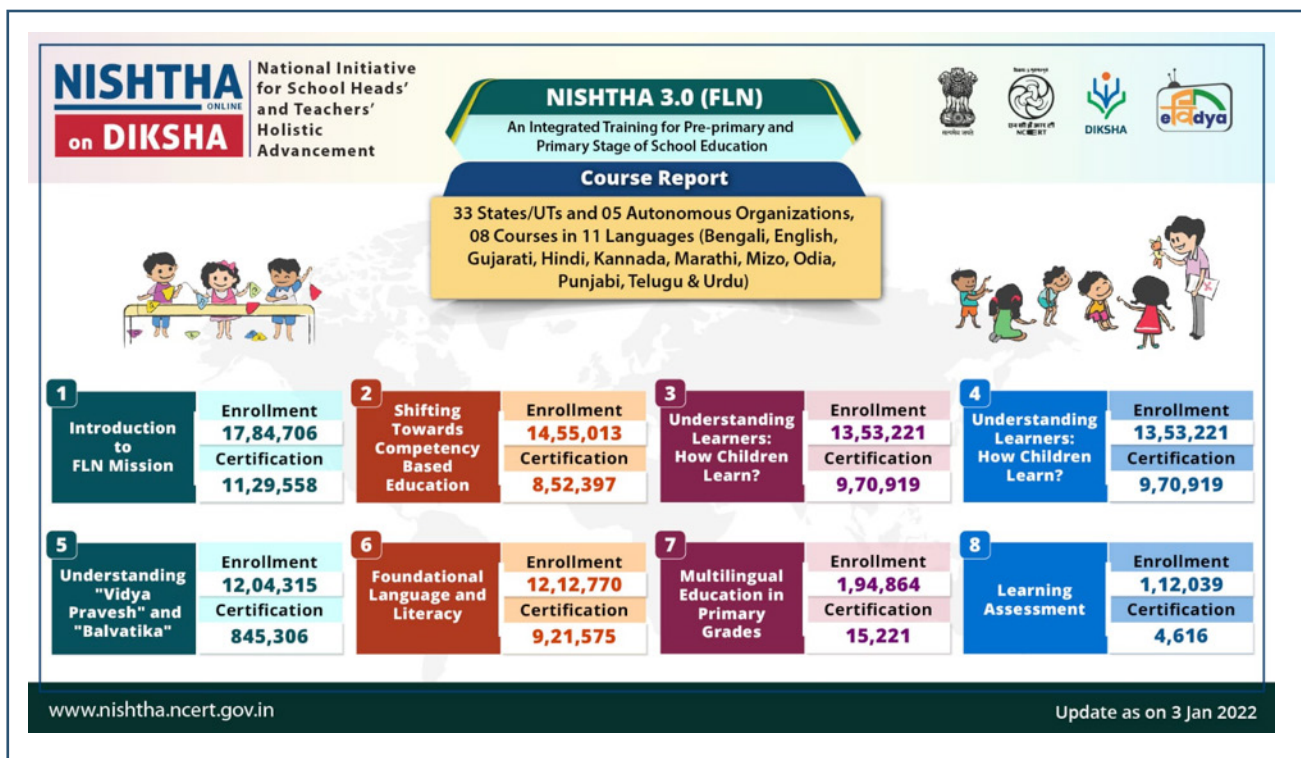 NISHTHA
ONLINE
on DIKSHA
National Initiative
for School Heads'
and Teachers'
Holistic
Advancement
NISHTHA 3.0 (FLN)
An Integrated Training for Pre-primary and
Primary Stage of School Education
Course Report
33 States/UTs and 05 Autonomous Organizations,
08 Courses in 11 Languages (Bengali, English,
Gujarati, Hindi, Kannada, Marathi, Mizo, Odia,
Punjabi, Telugu & Urdu)
सत्यमेव जयते
NCERT
DIKSHA
eविdya
1
Introduction
to
FLN Mission
Enrollment
17,84,706
Certification
11,29,558
2
Shifting
Towards
Competency
Based
Education
Enrollment
14,55,013
Certification
8,52,397
3
Understanding
Learners:
How Children
Learn?
Enrollment
13,53,221
Certification
9,70,919
4
Understanding
Learners:
How Children
Learn?
Enrollment
13,53,221
Certification
9,70,919
5
Understanding
"Vidya
Pravesh" and
"Balvatika"
Enrollment
12,04,315
Certification
845,306
6
Foundational
Language and
Literacy
Enrollment
12,12,770
Certification
9,21,575
7
Multilingual
Education in
Primary
Grades
Enrollment
1,94,864
Certification
15,221
8
Learning
Assessment
Enrollment
1,12,039
Certification
4,616
www.nishtha.ncert.gov.in
Update as on 3 Jan 2022